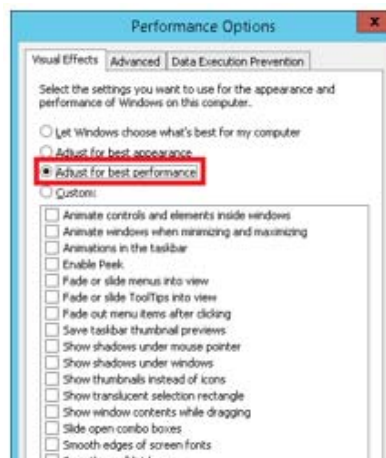 Performance Options
x
Visual Effects Advanced Data Execution Prevention
Select the settings you want to use for the appearance and
performance of Windows on this computer.
Let Windows choose what's best for my computer
Adjust for best appearance
Adjust for best performance
Custom:
Animate controls and elements inside windows
Animate windows when minimizing and maximizing
Animations in the taskbar
Enable Peek
Fade or slide menus into view
Fade or slide ToolTips into view
Fade out menu items after clicking
Save taskbar thumbnail previews
Show shadows under mouse pointer
Show shadows under windows
Show thumbnails instead of icons
Show translucent selection rectangle
Show window contents while dragging
Slide open combo boxes
Smooth edges of screen fonts